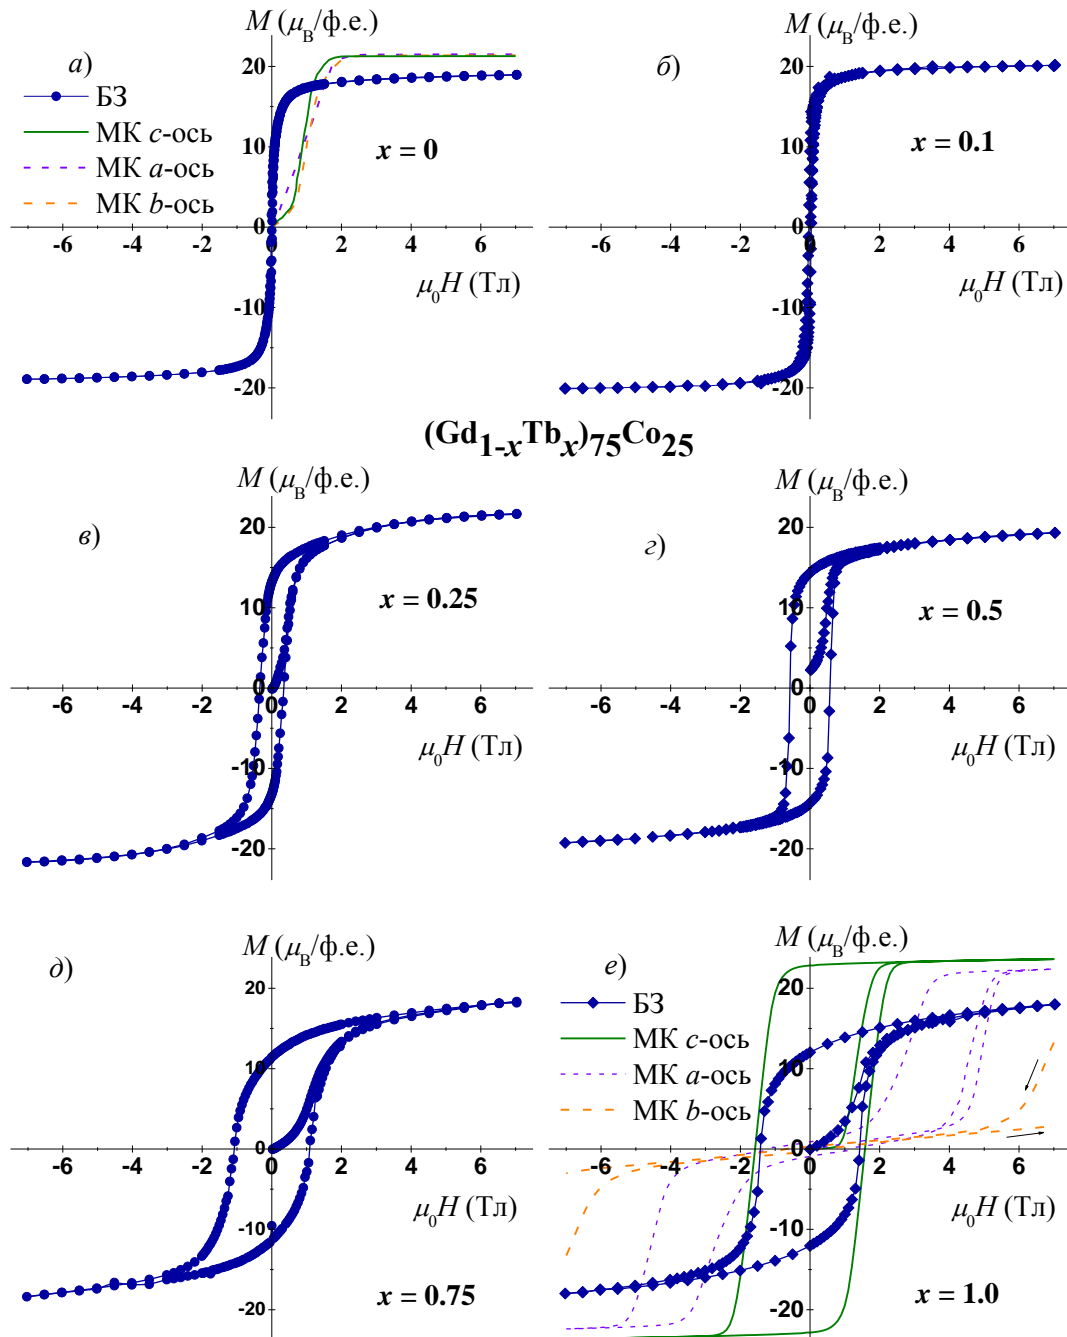 M (μB/ф.е.)
а)
20
БЗ
МК c-ось
МК a-ось
МК b-ось
10
x = 0
0
-6 -4 -2 0 2 4 6
μ0H (Тл)
-10
-20
M (μB/ф.е.)
б)
20
10
x = 0.1
0
-6 -4 -2 0 2 4 6
μ0H (Тл)
-10
-20
(Gd1-xTbx)75Co25
M (μB/ф.е.)
в)
20
10
x = 0.25
0
-6 -4 -2 0 2 4 6
μ0H (Тл)
-10
-20
M (μB/ф.е.)
г)
20
10
x = 0.5
0
-6 -4 -2 0 2 4 6
μ0H (Тл)
-10
-20
M (μB/ф.е.)
д)
20
10
0
-6 -4 -2 0 2 4 6
μ0H (Тл)
-10
x = 0.75
-20
M (μB/ф.е.)
е)
20
БЗ
МК c-ось
МК a-ось
МК b-ось
10
0
-6 -4 -2 0 2 4 6
μ0H (Тл)
-10
x = 1.0
-20